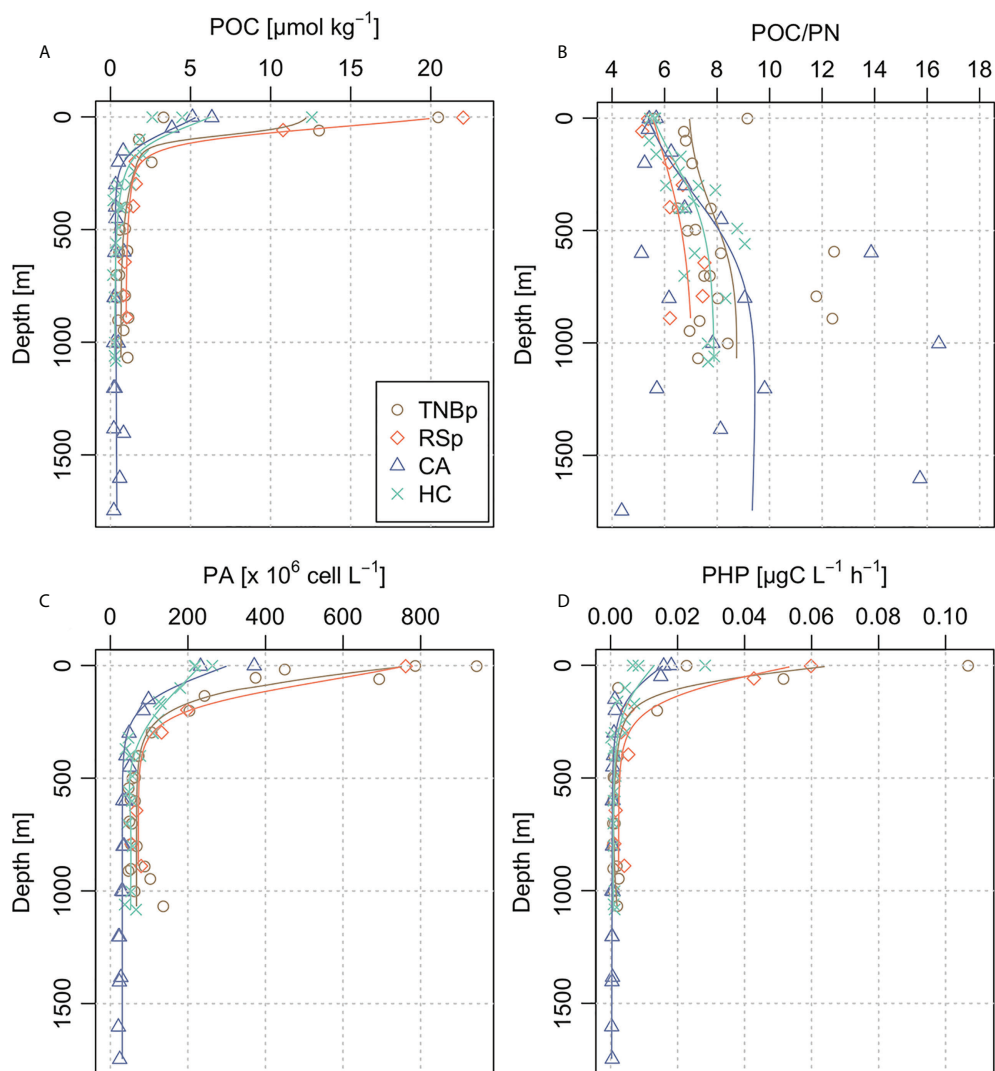 A
POC [µmol kg⁻¹]
0 5 10 15 20
0
500
1000
1500
Depth [m]
TNBp
RSp
CA
HC
B
POC/PN
4 6 8 10 12 14 16 18
0
500
1000
1500
Depth [m]
C
PA [x 10⁶ cell L⁻¹]
0 200 400 600 800
0
500
1000
1500
Depth [m]
D
PHP [µgC L⁻¹ h⁻¹]
0.00 0.02 0.04 0.06 0.08 0.10
0
500
1000
1500
Depth [m]